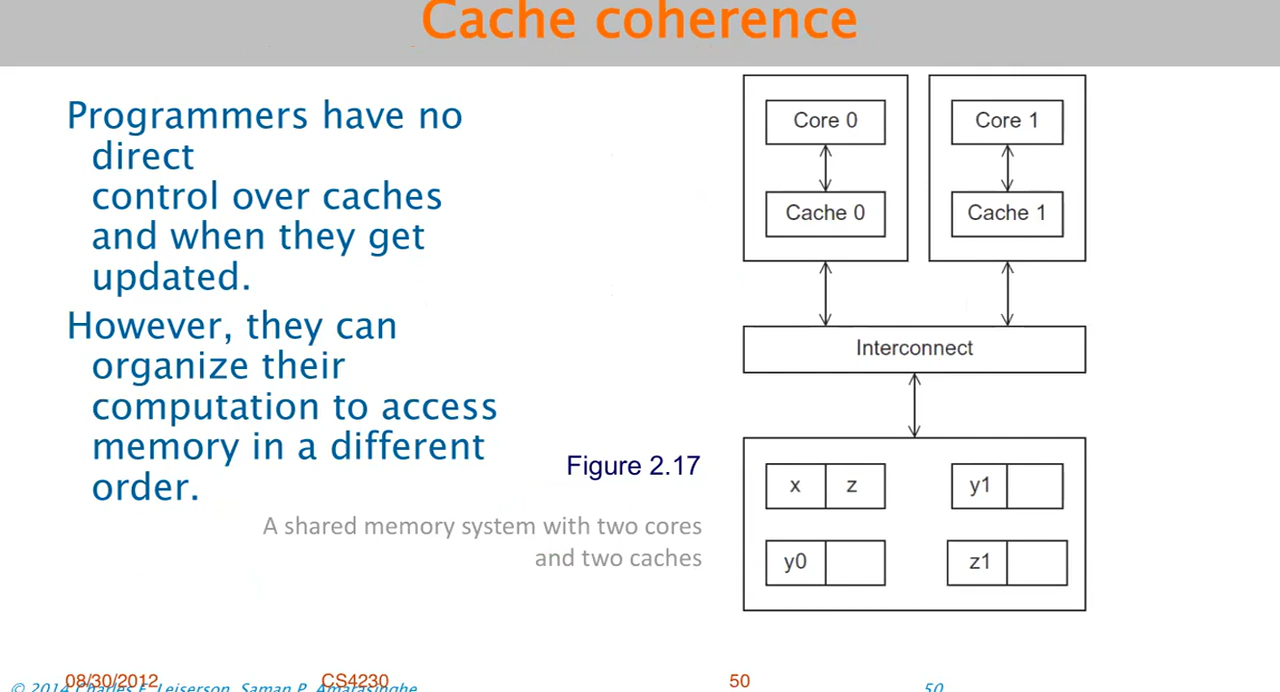 Cache coherence
Programmers have no
direct
control over caches
and when they get
updated.
However, they can
organize their
computation to access
memory in a different
order.
Figure 2.17
A shared memory system with two cores
and two caches
Core 0
Core 1
Cache 0
Cache 1
Interconnect
x
z
y1
y0
z1
08/30/2012
CS4230
50
© 2014 Charles E. Leiserson, Saman P. Amarasinghe
50